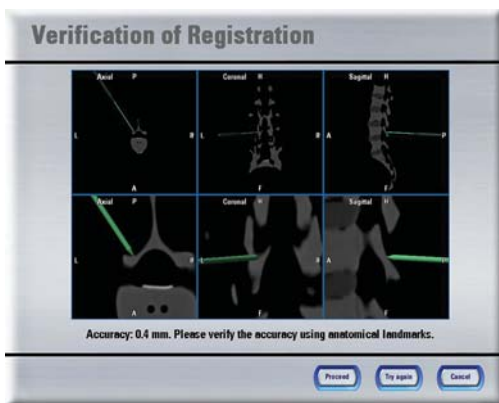 Verification of Registration
Axial P Coronal H Sagittal H
L R L R A P
A F F
Axial P Coronal H Sagittal H
L R L R A
A F F
Accuracy: 0.4 mm. Please verify the accuracy using anatomical landmarks.
Proceed Try again Cancel